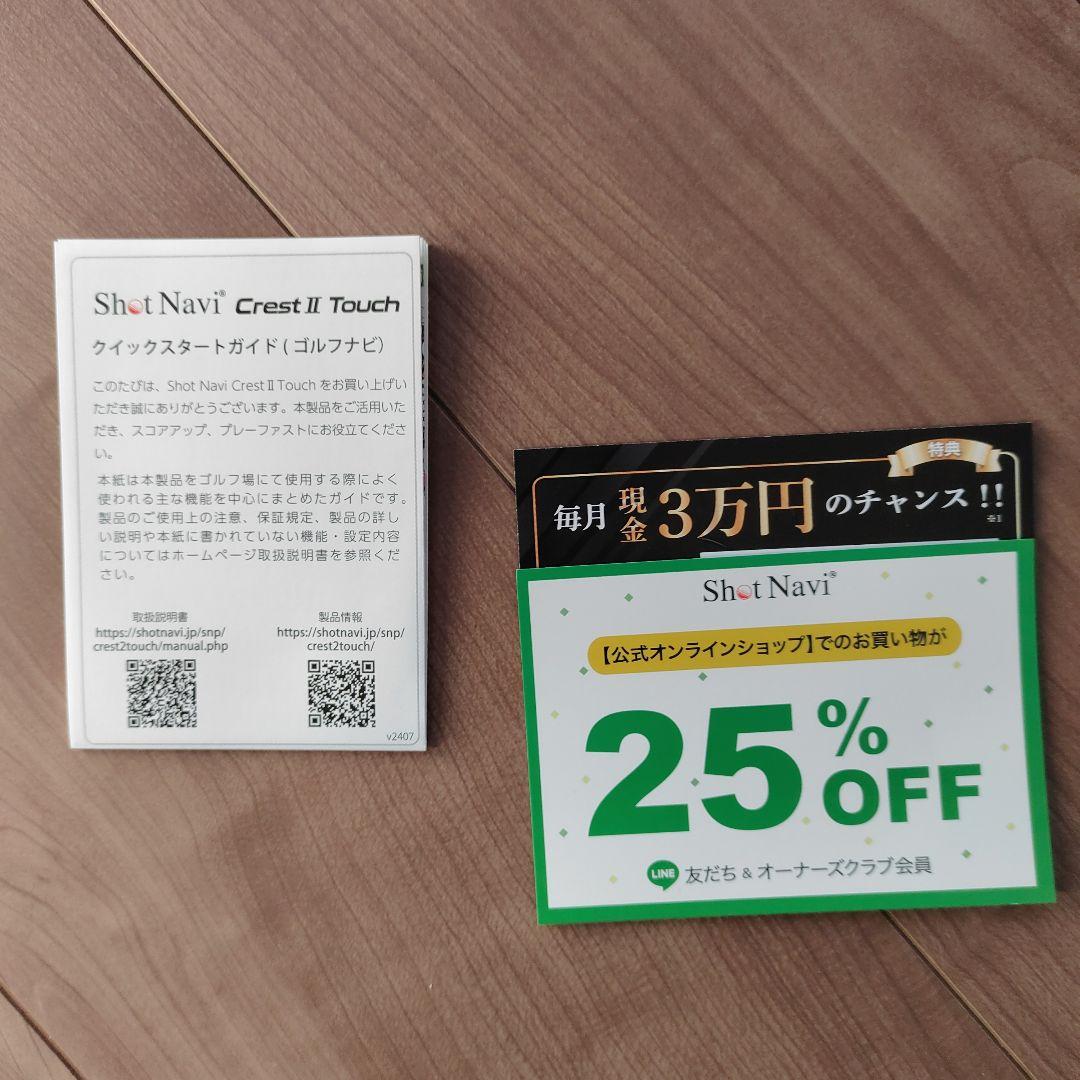 Shot Navi® Crest II Touch
クイックスタートガイド ( ゴルフナビ）
このたびは、Shot Navi Crest II Touch をお買い上げい
ただき誠にありがとうございます。本製品をご活用いた
だき、スコアアップ、プレーファストにお役立てくださ
い。
本紙は本製品をゴルフ場にて使用する際によく
使われる主な機能を中心にまとめたガイドです。
製品のご使用上の注意、保証規定、製品の詳し
い説明や本紙に書かれていない機能・設定内容
についてはホームページ取扱説明書を参照くだ
さい。
取扱説明書
https://shotnavi.jp/snp/
crest2touch/manual.php
製品情報
https://shotnavi.jp/snp/
crest2touch/
v2407
特典
毎月 現金 3万円 のチャンス !!
※1
Shot Navi®
【公式オンラインショップ】でのお買い物が
25% OFF
LINE 友だち & オーナーズクラブ会員